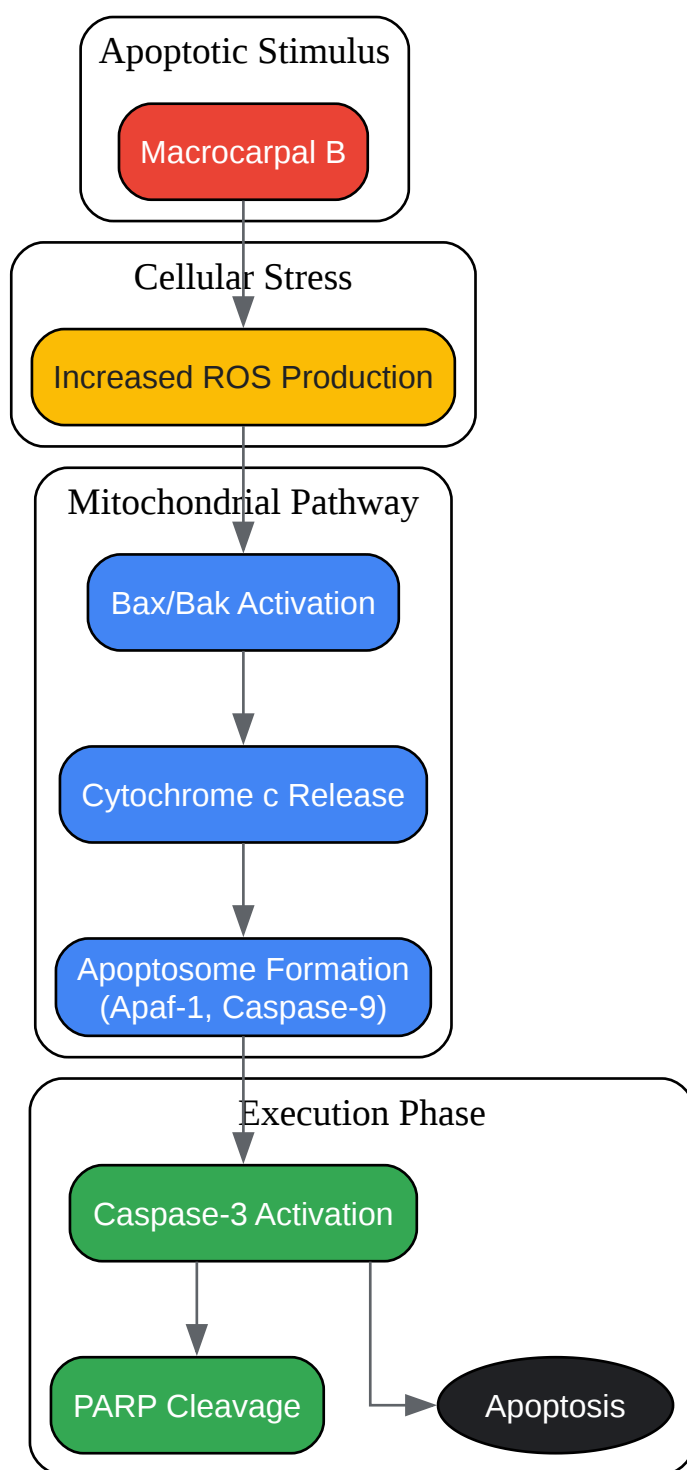 Apoptotic Stimulus
Macrocarpal B
Cellular Stress
Increased ROS Production
Mitochondrial Pathway
Bax/Bak Activation
Cytochrome c Release
Apoptosome Formation
(Apaf-1, Caspase-9)
Execution Phase
Caspase-3 Activation
PARP Cleavage
Apoptosis